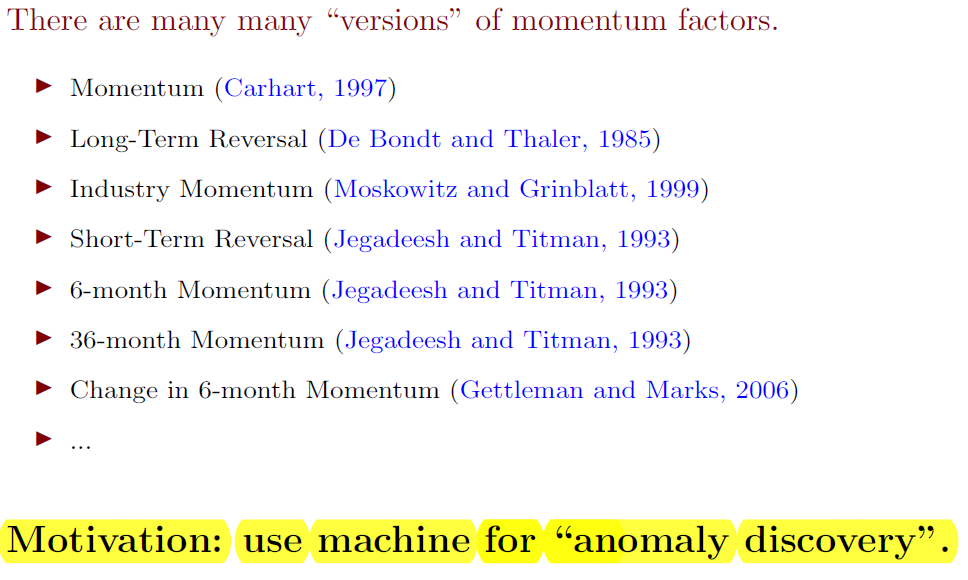 There are many many “versions” of momentum factors.
► Momentum (Carhart, 1997)
► Long-Term Reversal (De Bondt and Thaler, 1985)
► Industry Momentum (Moskowitz and Grinblatt, 1999)
► Short-Term Reversal (Jegadeesh and Titman, 1993)
► 6-month Momentum (Jegadeesh and Titman, 1993)
► 36-month Momentum (Jegadeesh and Titman, 1993)
► Change in 6-month Momentum (Gettleman and Marks, 2006)
► ...
Motivation: use machine for “anomaly discovery”.